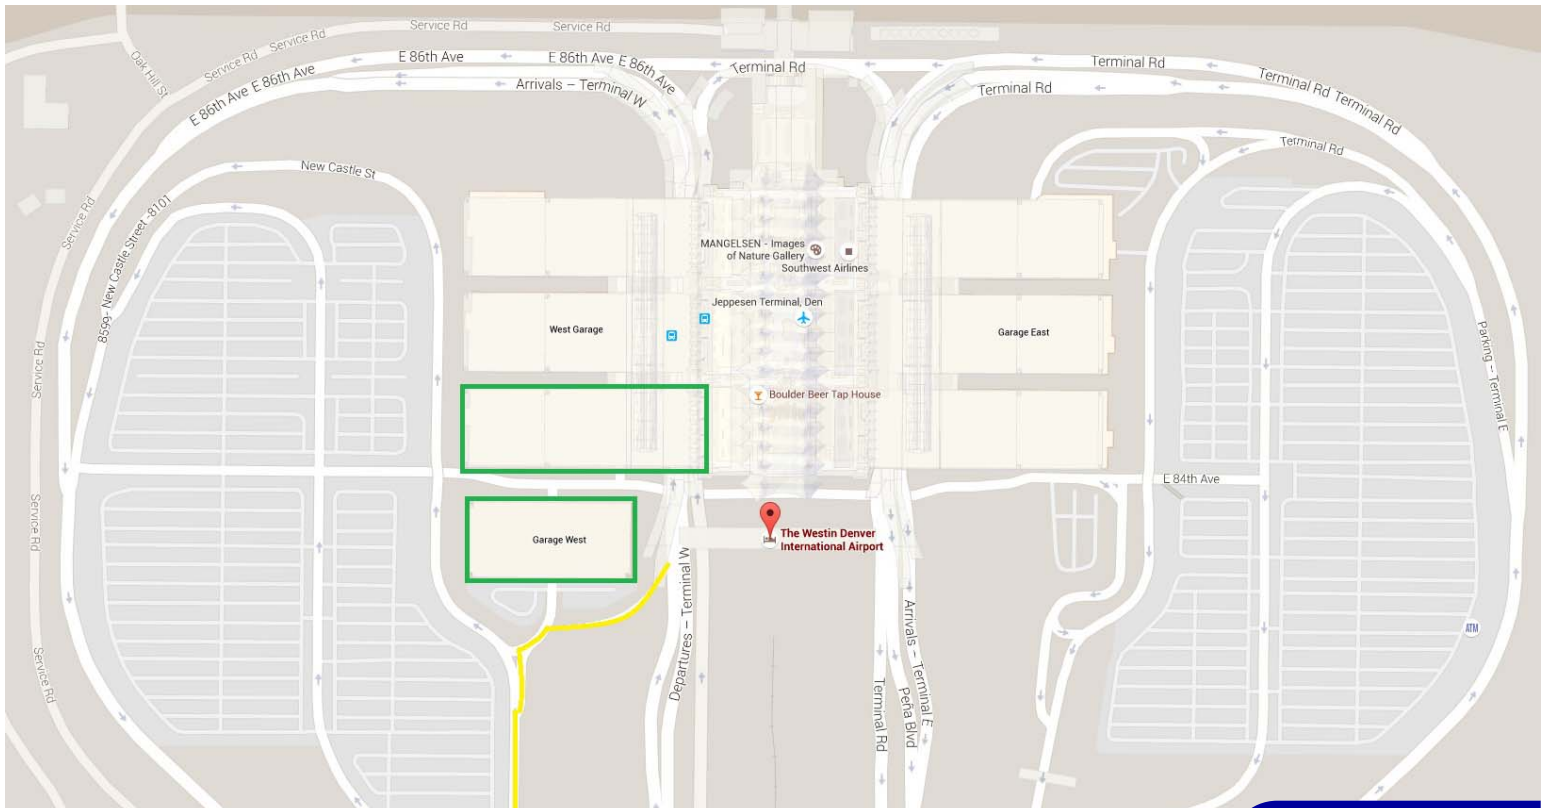 Service Rd
Service Rd
Service Rd
Service Rd
Oak Hill St
E 86th Ave
E 86th Ave
E 86th Ave
Terminal Rd
Terminal Rd
Terminal Rd
Terminal Rd
E 86th Ave
E 86th Ave
Arrivals – Terminal W
Terminal Rd
Terminal Rd
New Castle St
Service Rd
8599- New Castle Street -8101
MANGELSEN - Images
of Nature Gallery
Southwest Airlines
Jeppesen Terminal, Den
West Garage
Garage East
Service Rd
Parking – Terminal E
Boulder Beer Tap House
E 84th Ave
Service Rd
Garage West
The Westin Denver
International Airport
Departures – Terminal W
Arrivals – Terminal E
ATM
Service Rd
Terminal Rd
Peña Blvd